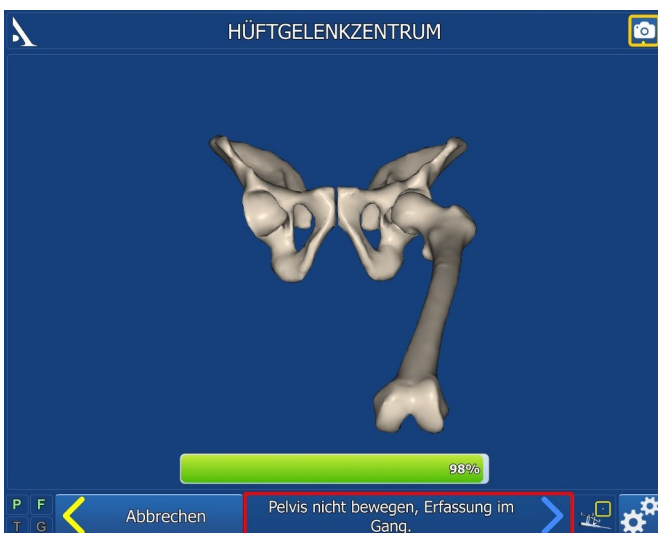 HÜFTGELENKZENTRUM
98%
P F
T G
Abbrechen
Pelvis nicht bewegen, Erfassung im
Gang.